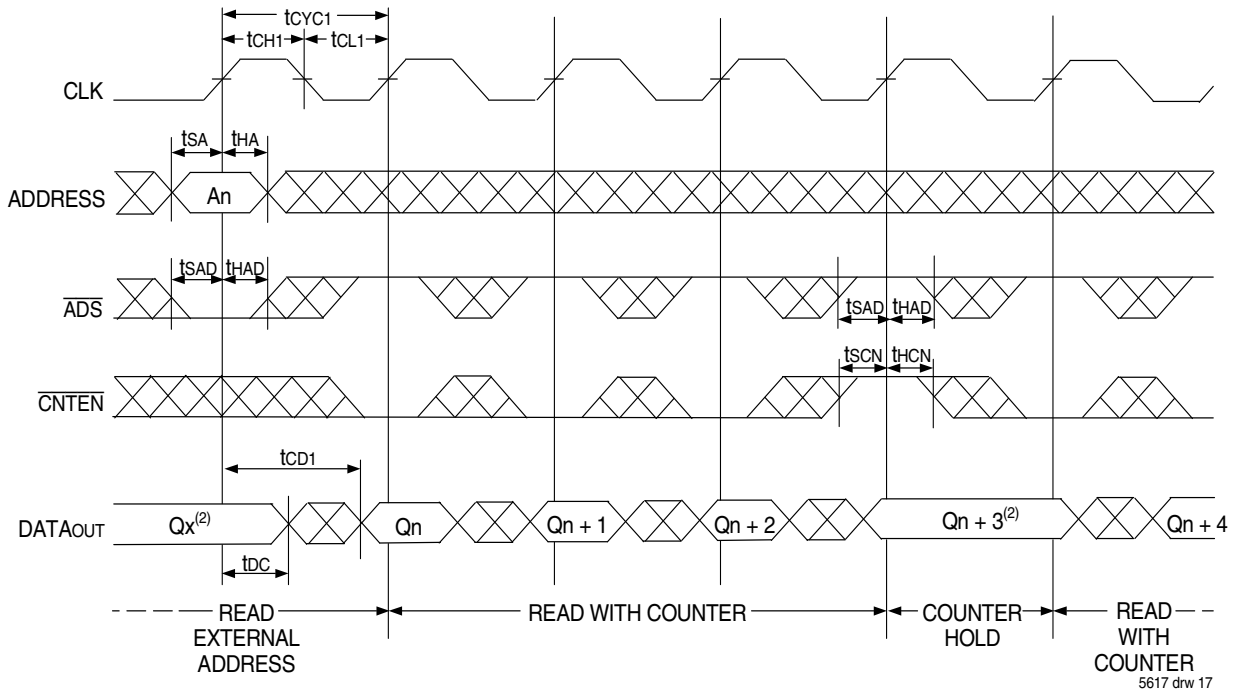 tCYC1
tCH1 tCL1
CLK
tSA tHA
ADDRESS An
tSAD tHAD
ADS
tSAD tHAD
tSCN tHCN
CNTEN
tCD1
DATAOUT Qx(2) Qn Qn + 1 Qn + 2 Qn + 3(2) Qn + 4
tDC
READ EXTERNAL ADDRESS
READ WITH COUNTER
COUNTER HOLD
READ WITH COUNTER
5617 drw 17